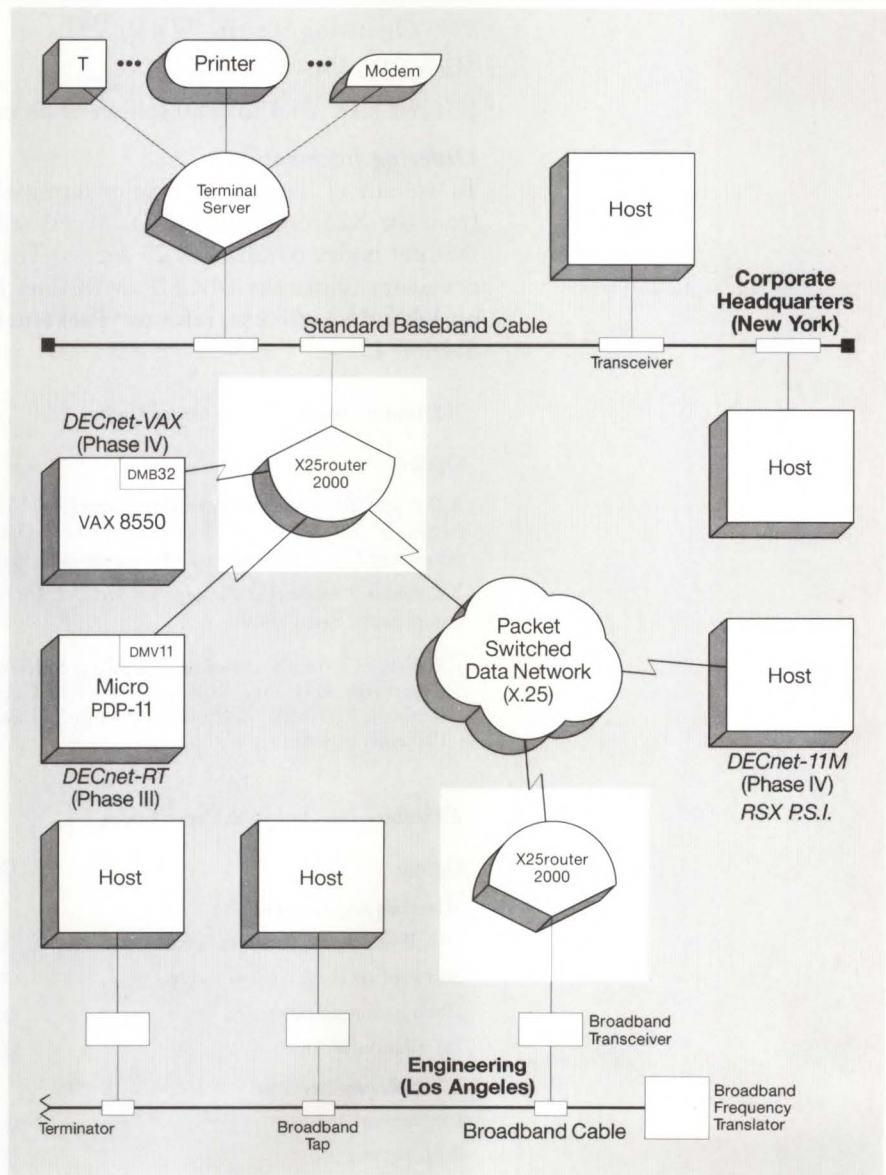 T
•••
Printer
•••
Modem
Terminal
Server
Host
Corporate
Headquarters
(New York)
Standard Baseband Cable
Transceiver
DECnet-VAX
(Phase IV)
DMB32
VAX 8550
X25router
2000
Host
DMV11
Micro
PDP-11
DECnet-RT
(Phase III)
Packet
Switched
Data Network
(X.25)
Host
DECnet-11M
(Phase IV)
RSX P.S.I.
Host
Host
X25router
2000
Broadband
Transceiver
Engineering
(Los Angeles)
Terminator
Broadband
Tap
Broadband Cable
Broadband
Frequency
Translator